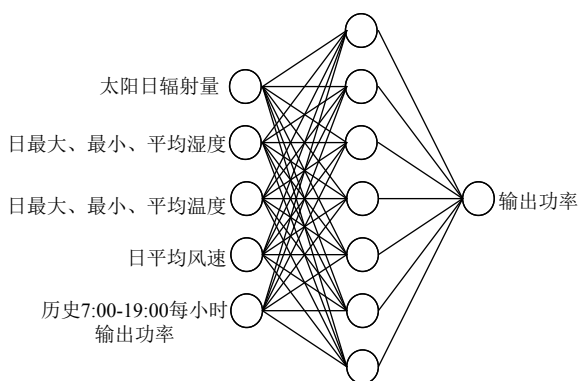 太阳日辐射量
日最大、最小、平均湿度
日最大、最小、平均温度
输出功率
日平均风速
历史7:00-19:00每小时
输出功率